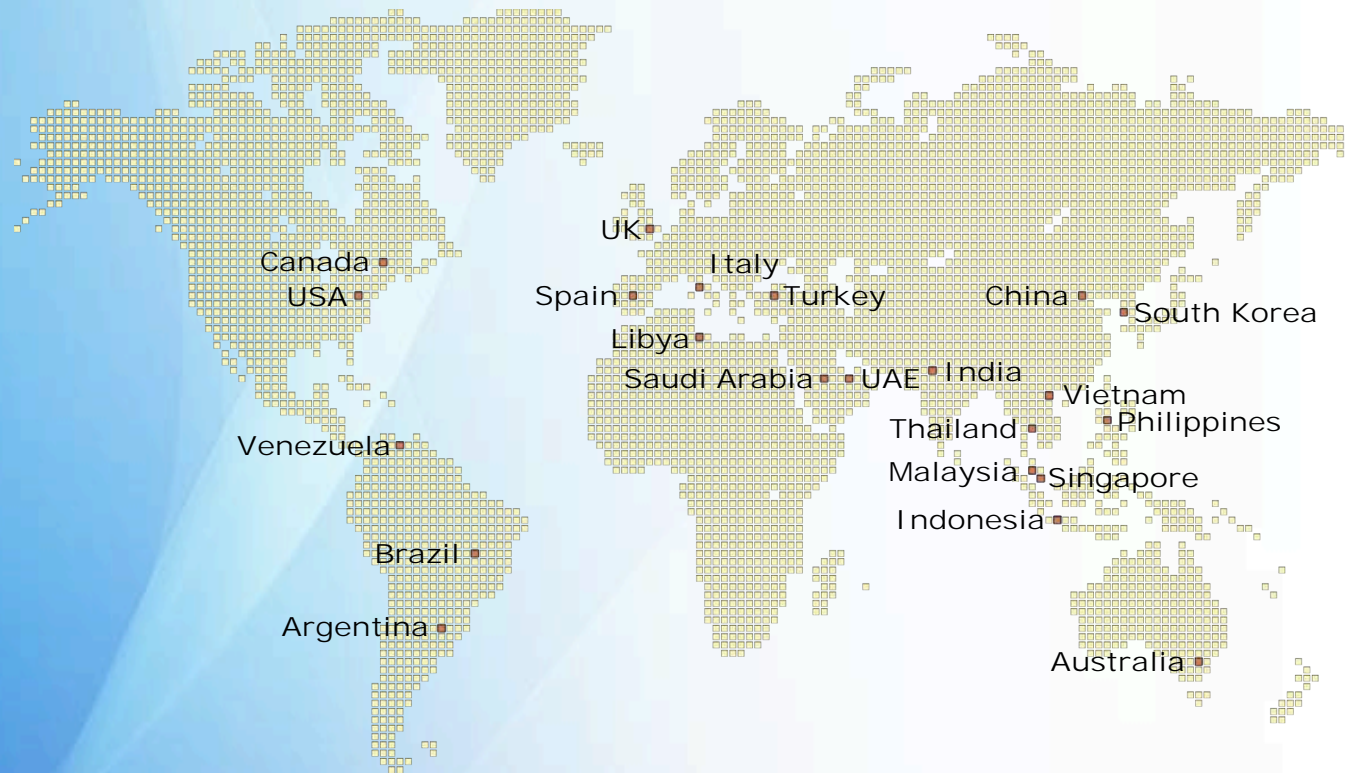 UK
Italy
Canada
USA
Spain
Turkey
China
South Korea
Libya
Saudi Arabia
UAE
India
Vietnam
Philippines
Thailand
Venezuela
Malaysia
Singapore
Indonesia
Brazil
Argentina
Australia